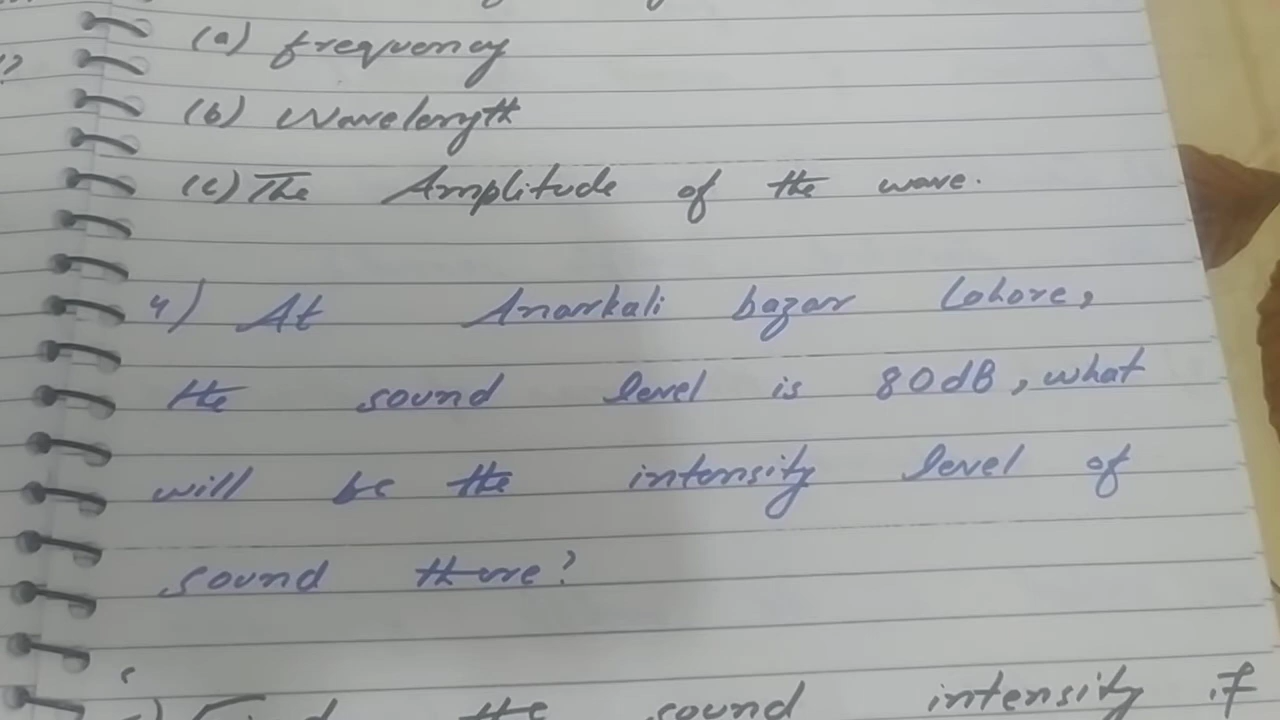 (a) frequency
(b) Wavelength
(c) The Amplitude of the wave.
4) At Anarkali bazar Lahore,
the sound level is 80dB, what
will be the intensity level of
sound there?
the sound intensity if